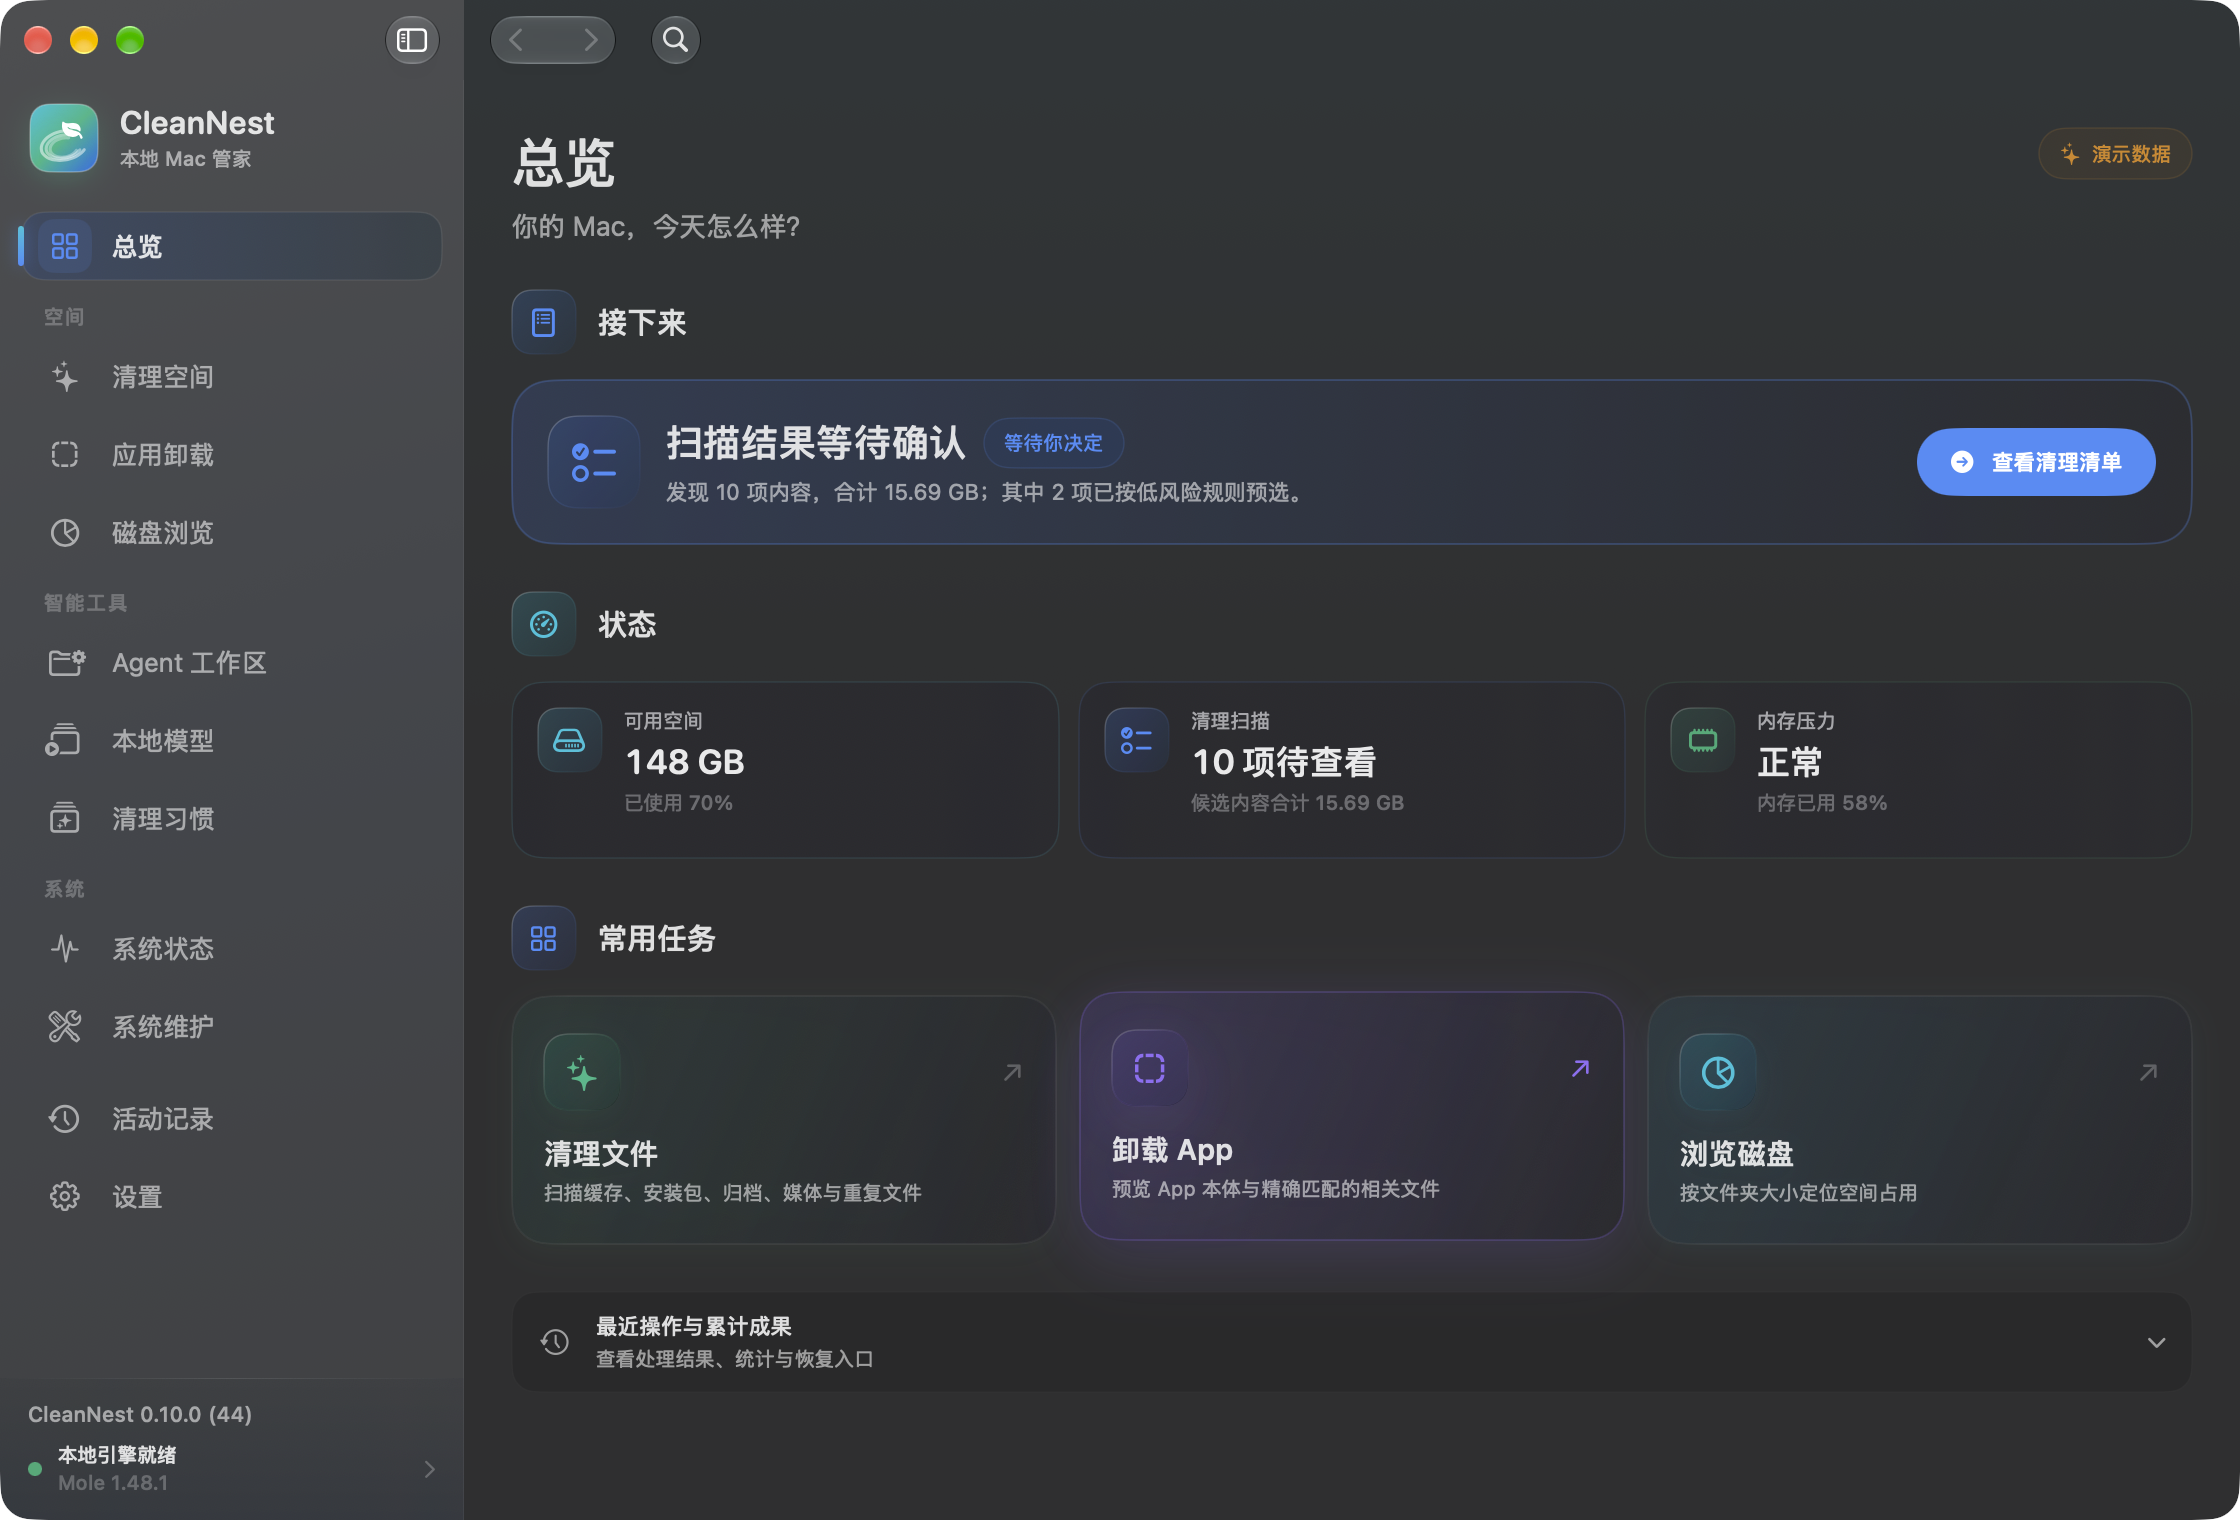 CleanNest
本地 Mac 管家
总览
空间
清理空间
应用卸载
磁盘浏览
智能工具
Agent 工作区
本地模型
清理习惯
系统
系统状态
系统维护
活动记录
设置
CleanNest 0.10.0 (44)
本地引擎就绪
Mole 1.48.1
总览
你的 Mac，今天怎么样?
演示数据
接下来
扫描结果等待确认
等待你决定
发现 10 项内容，合计 15.69 GB；其中 2 项已按低风险规则预选。
查看清理清单
状态
可用空间
148 GB
已使用 70%
清理扫描
10 项待查看
候选内容合计 15.69 GB
内存压力
正常
内存已用 58%
常用任务
清理文件
扫描缓存、安装包、归档、媒体与重复文件
卸载 App
预览 App 本体与精确匹配的相关文件
浏览磁盘
按文件夹大小定位空间占用
最近操作与累计成果
查看处理结果、统计与恢复入口